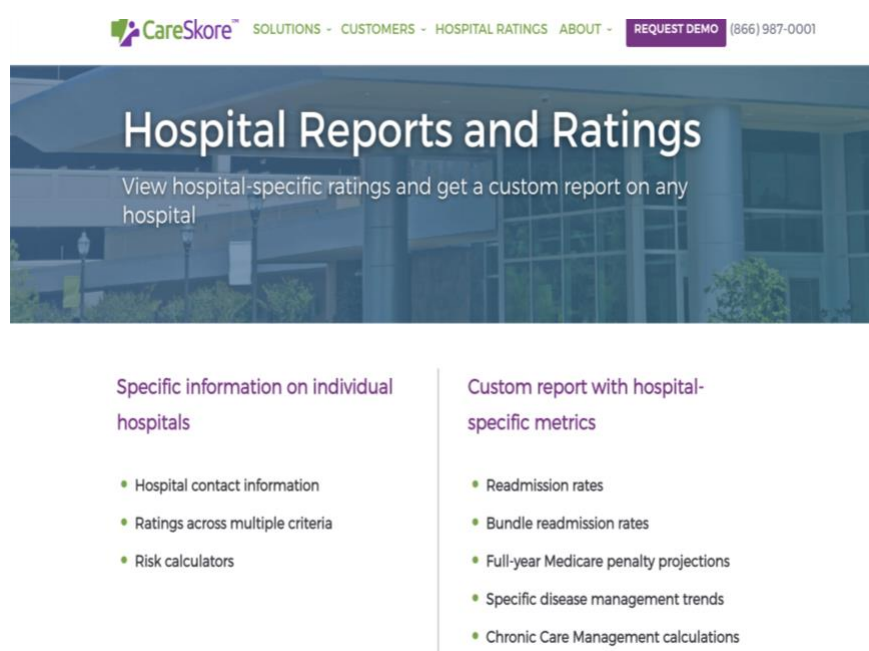 CareSkore™ SOLUTIONS - CUSTOMERS - HOSPITAL RATINGS ABOUT - REQUEST DEMO (866) 987-0001
Hospital Reports and Ratings
View hospital-specific ratings and get a custom report on any
hospital
Specific information on individual
hospitals
• Hospital contact information
• Ratings across multiple criteria
• Risk calculators
Custom report with hospital-
specific metrics
• Readmission rates
• Bundle readmission rates
• Full-year Medicare penalty projections
• Specific disease management trends
• Chronic Care Management calculations